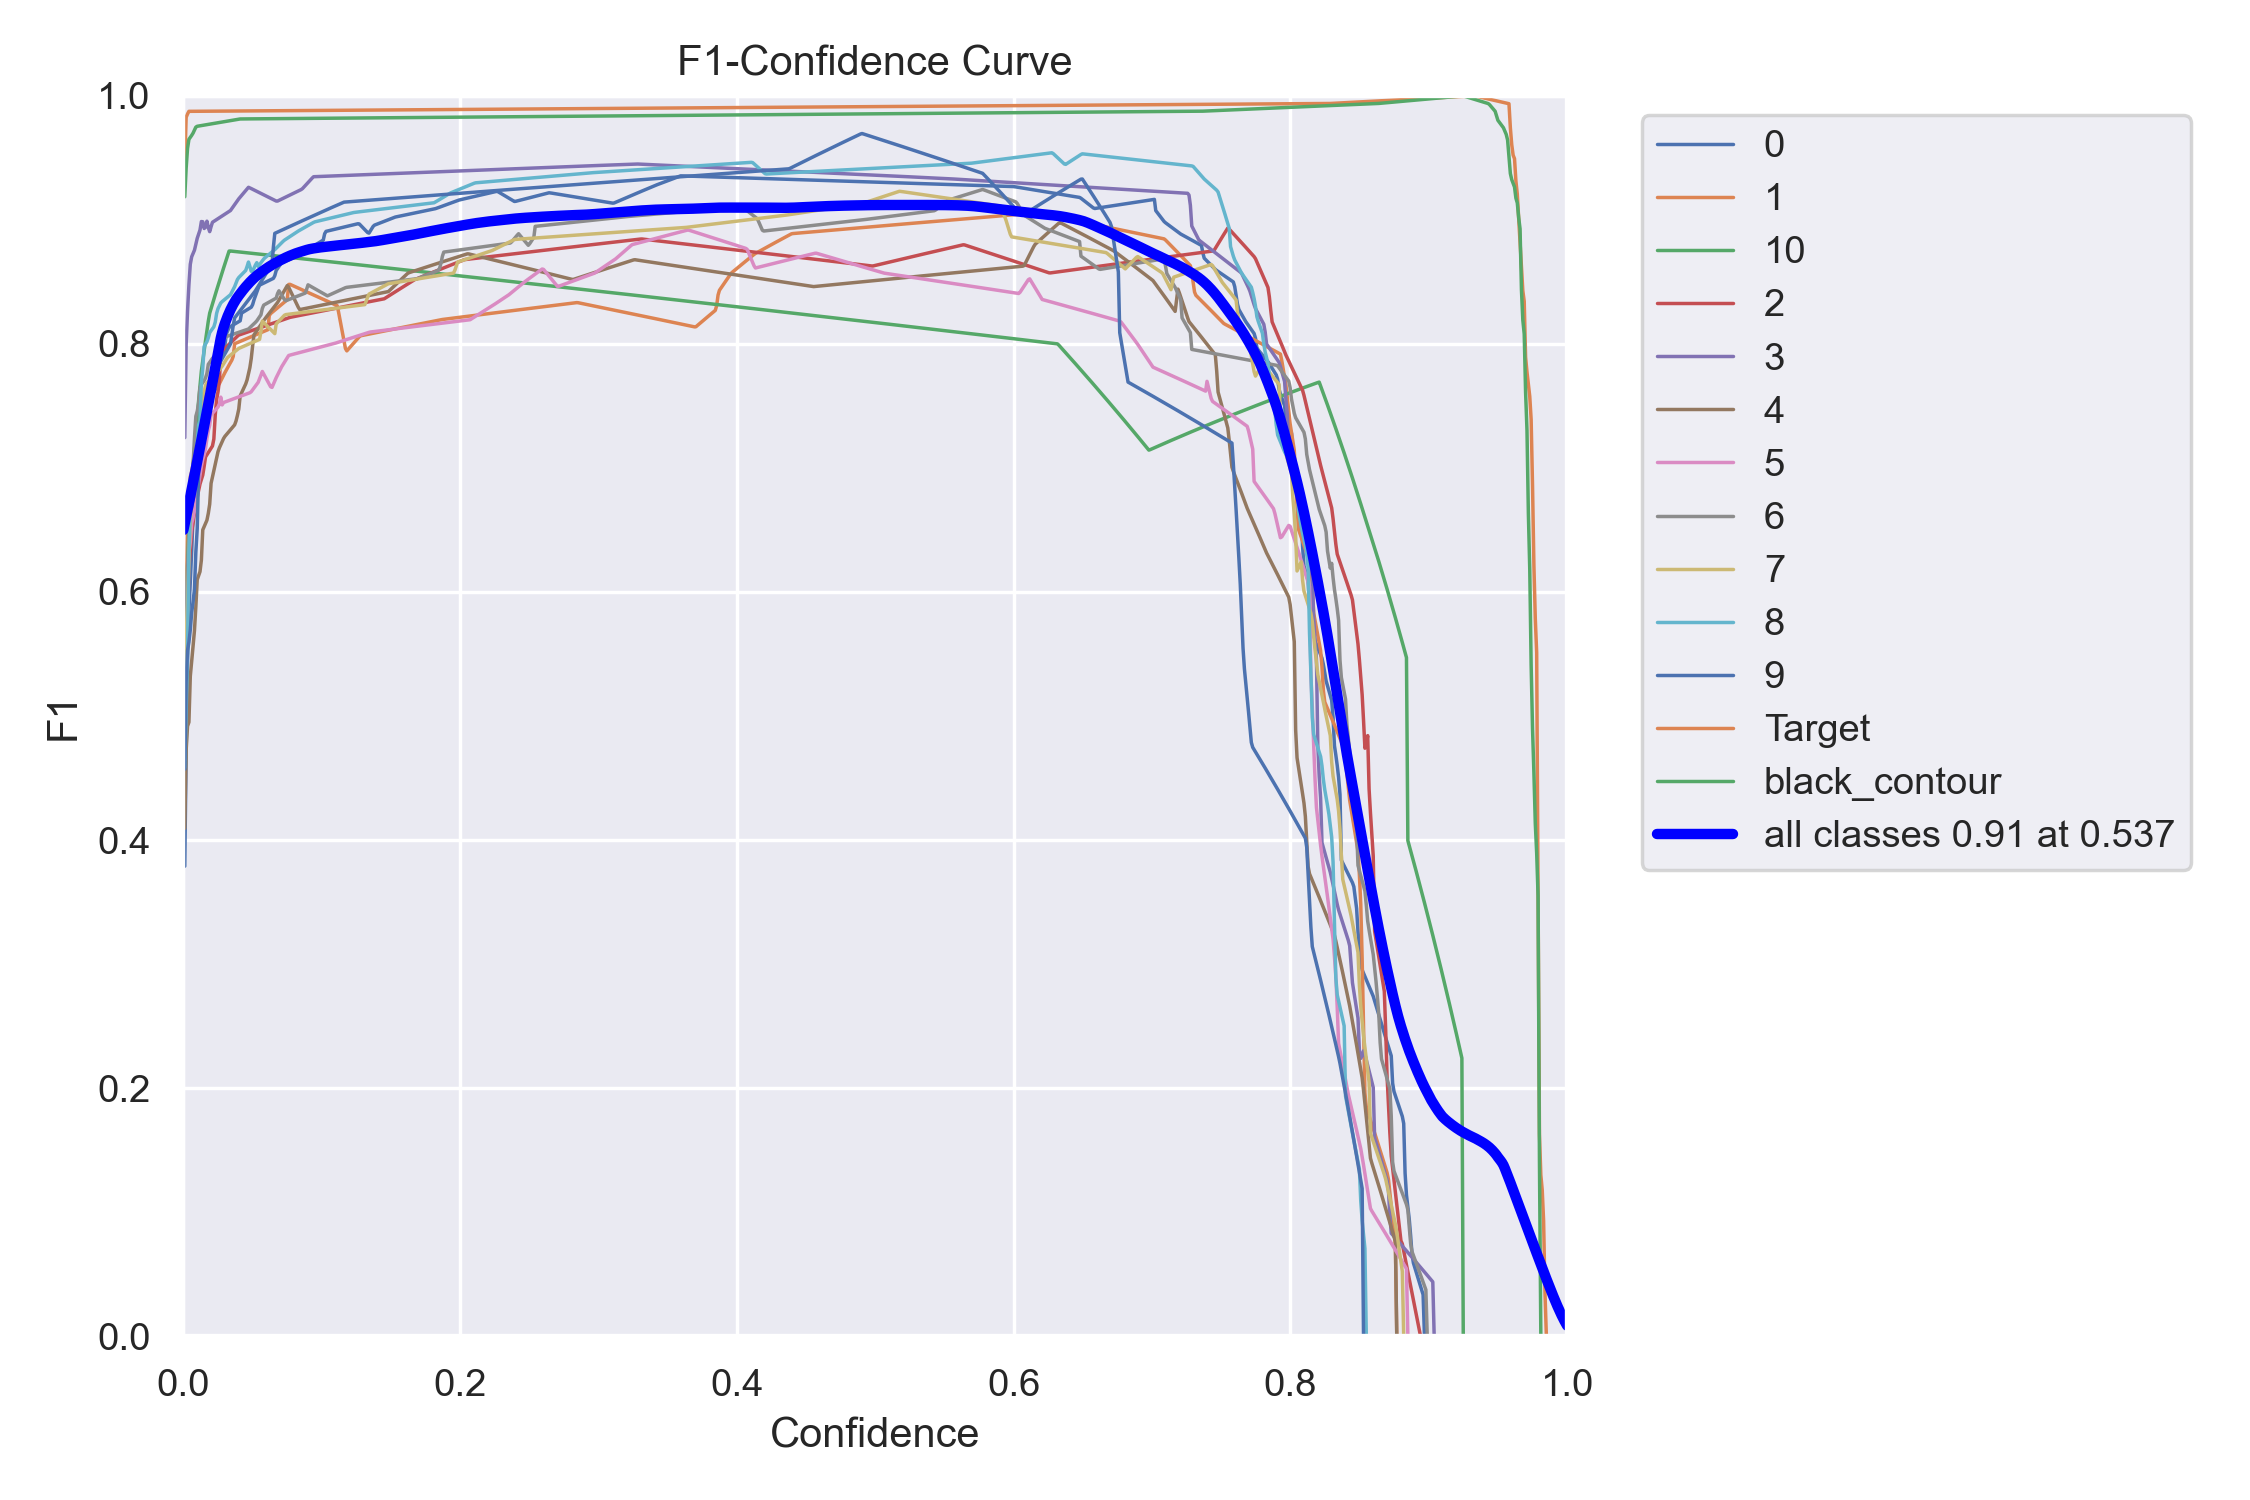 F1-Confidence Curve
1.0
0.8
0.6
0.4
0.2
0.0
F1
0.0 0.2 0.4 0.6 0.8 1.0
Confidence
0
1
10
2
3
4
5
6
7
8
9
Target
black_contour
all classes 0.91 at 0.537